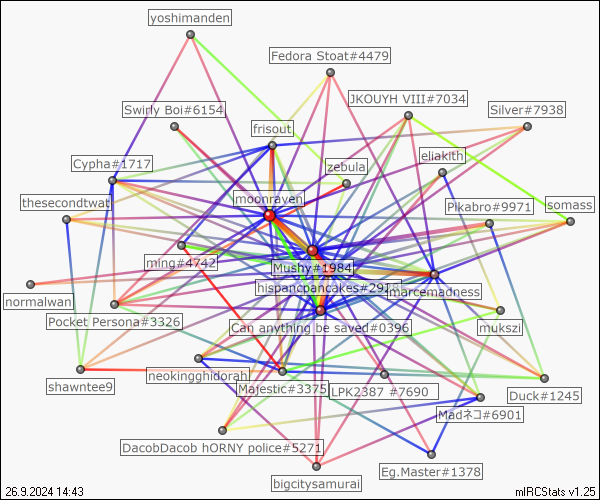 yoshimanden
Fedora Stoat#4479
JKOUYH VIII#7034
Swirly Boi#6154
Silver#7938
frisout
eliakith
Cypha#1717
zebula
moonraven
thesecondtwat
somass
Pikabro#9971
ming#4742
Mushy#1984
hispancpancakes#29
marcemadness
normalwan
Pocket Persona#3326
Can anything be saved#0396
mukszi
neokingghidorah
shawntee9
Majestic#3375
LPK2387 #7690
Duck#1245
Madネコ#6901
DacobDacob hORNY police#5271
Eg.Master#1378
bigcitysamurai
26.9.2024 14:43
mIRCStats v1.25